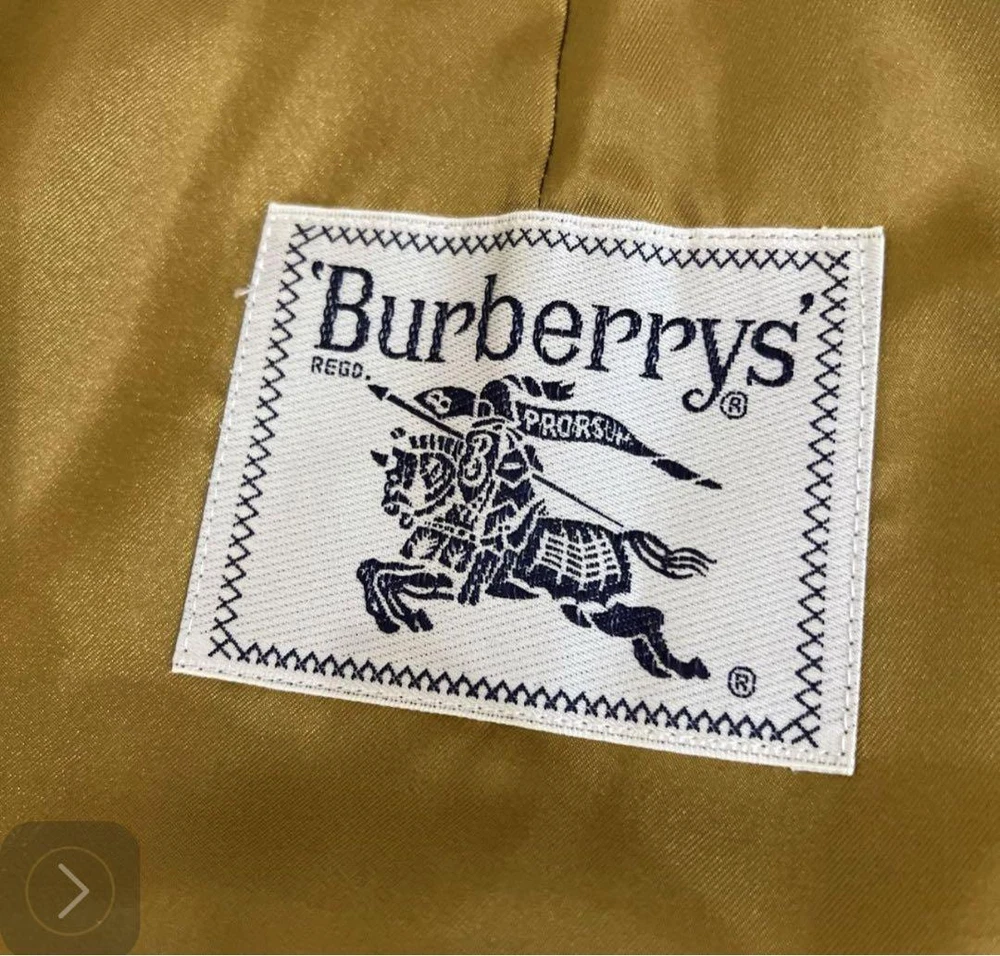 'Burberrys'
REGD. ®
B PRORSUM
B
®